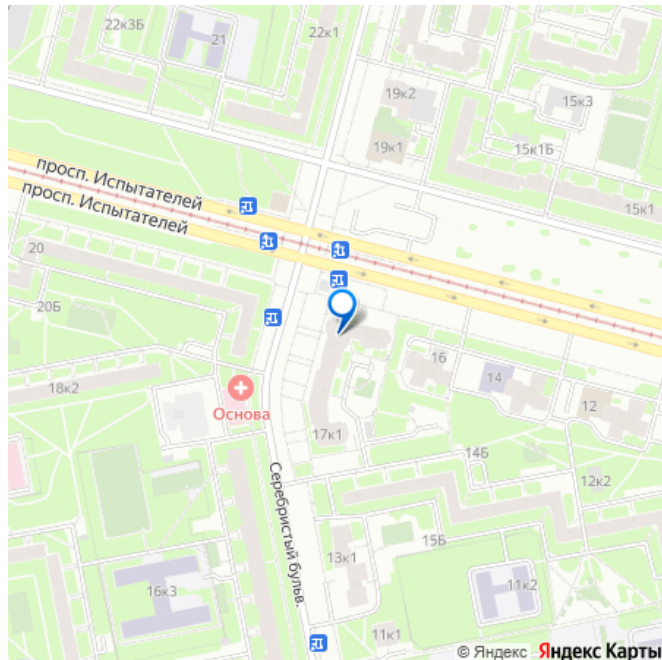 22к3Б
21
22к1
19к2
15к3
19к1
15к1Б
15к1
просп. Испытателей
просп. Испытателей
20
20Б
16
14
12
18к2
Основа
17к1
14Б
12к2
Серебристый бульв.
15Б
13к1
16к3
11к2
11к1
© Яндекс Яндекс Карты